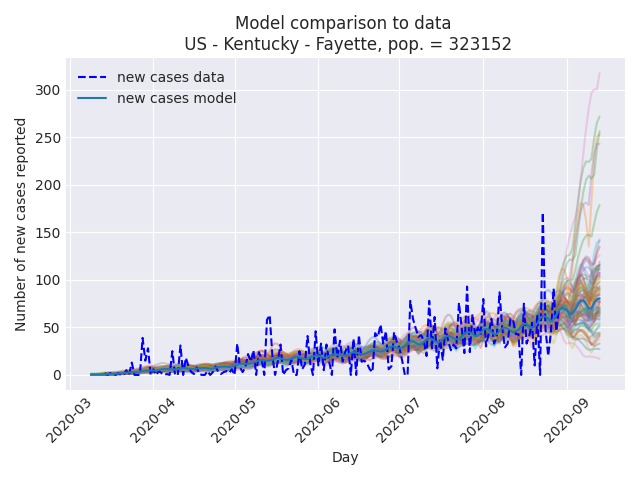 Model comparison to data
US - Kentucky - Fayette, pop. = 323152
new cases data
new cases model
Number of new cases reported
300
250
200
150
100
50
0
2020-03
2020-04
2020-05
2020-06
2020-07
2020-08
2020-09
Day